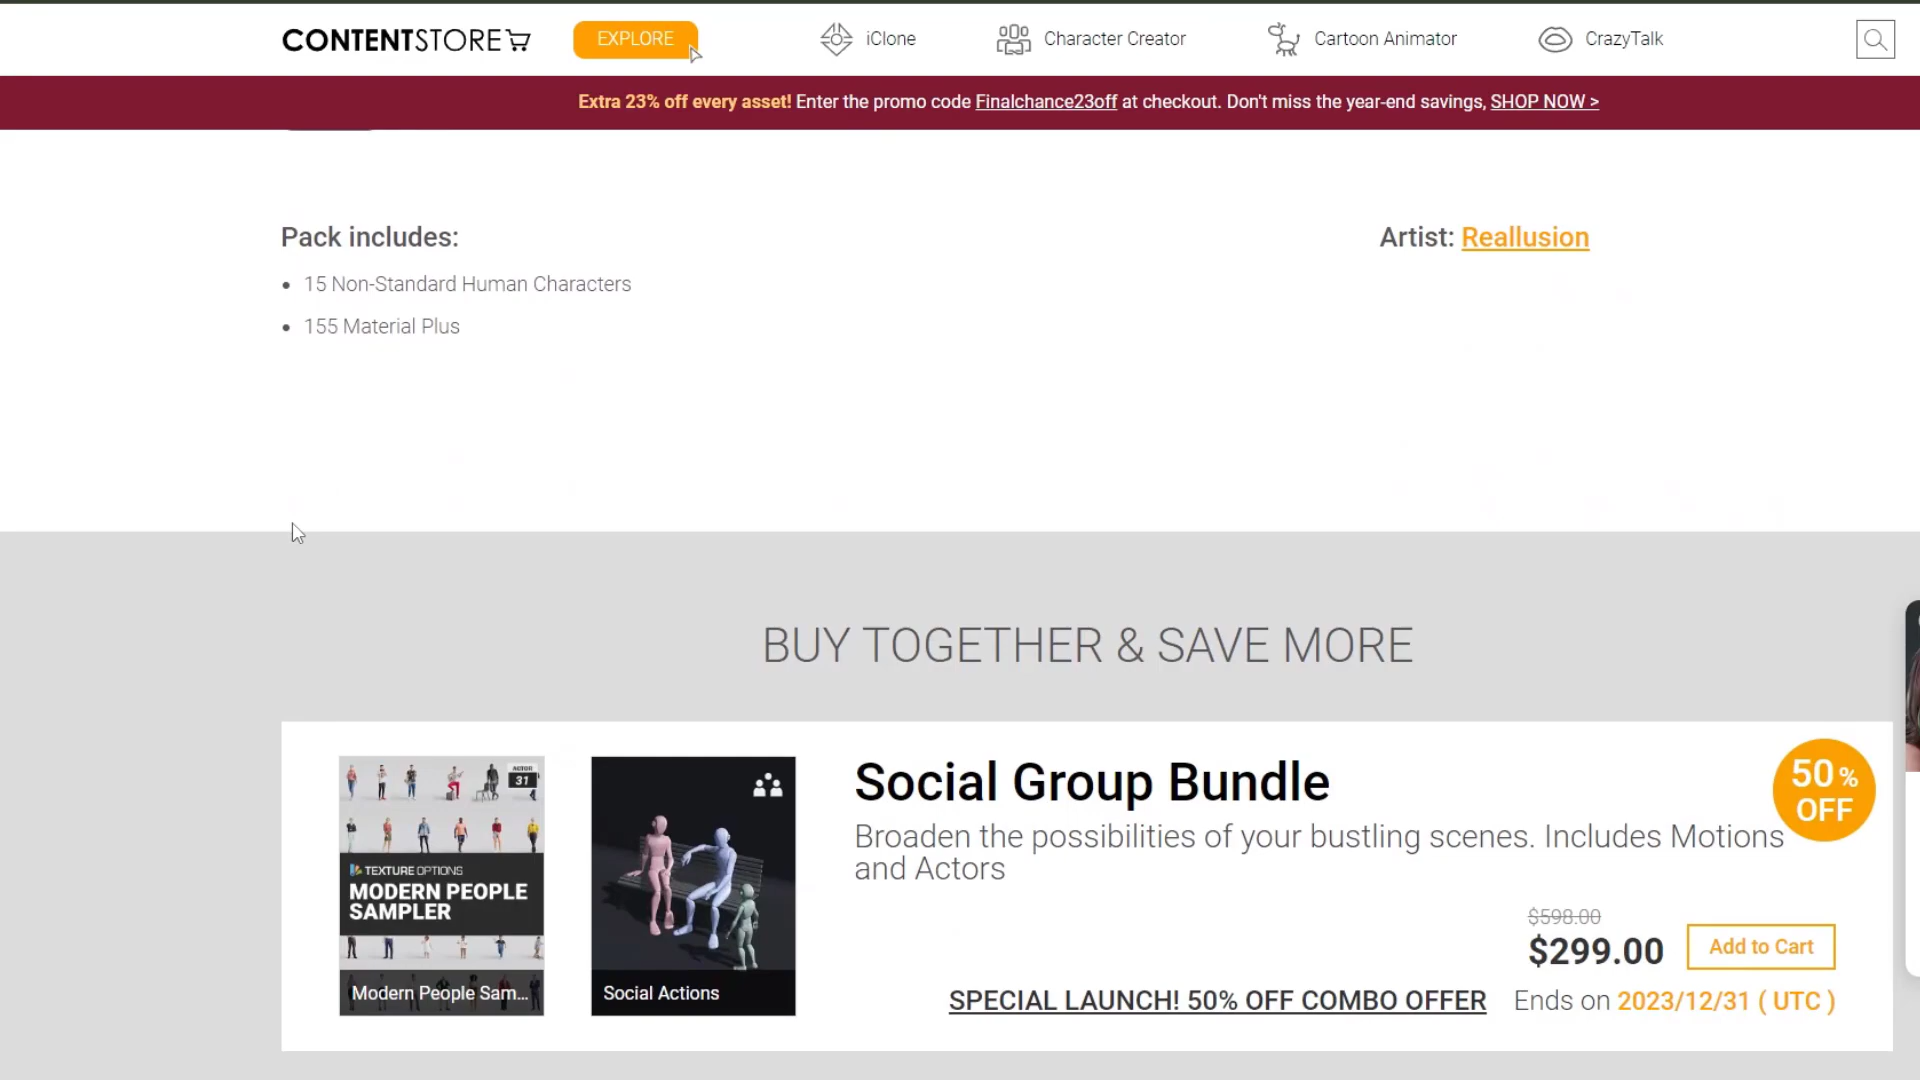 CONTENTSTORE
EXPLORE
iClone
Character Creator
Cartoon Animator
CrazyTalk
Extra 23% off every asset! Enter the promo code Finalchance23off at checkout. Don't miss the year-end savings, SHOP NOW >
Pack includes:
Artist: Reallusion
• 15 Non-Standard Human Characters
• 155 Material Plus
BUY TOGETHER & SAVE MORE
ACTOR
31
TEXTURE OPTIONS
MODERN PEOPLE
SAMPLER
Modern People Sam...
Social Actions
Social Group Bundle
50%
OFF
Broaden the possibilities of your bustling scenes. Includes Motions
and Actors
$598.00
$299.00
Add to Cart
SPECIAL LAUNCH! 50% OFF COMBO OFFER
Ends on 2023/12/31 ( UTC )